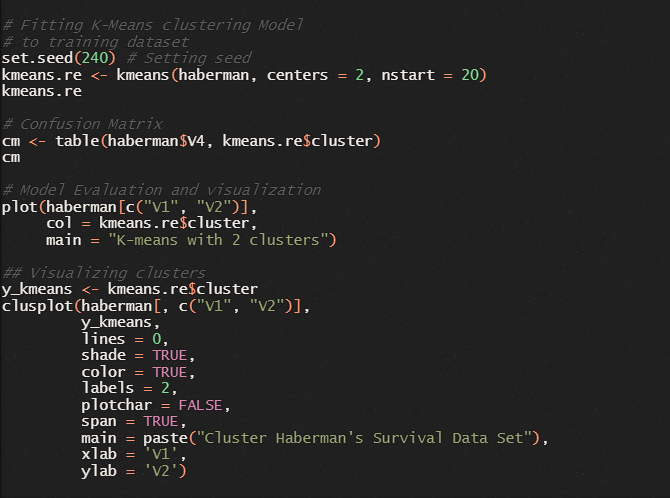 # Fitting K-Means clustering Model
# to training dataset
set.seed(240) # Setting seed
kmeans.re <- kmeans(haberman, centers = 2, nstart = 20)
kmeans.re

# Confusion Matrix
cm <- table(haberman$V4, kmeans.re$cluster)
cm

# Model Evaluation and visualization
plot(haberman[c("V1", "V2")],
     col = kmeans.re$cluster,
     main = "K-means with 2 clusters")

## Visualizing clusters
y_kmeans <- kmeans.re$cluster
clusplot(haberman[, c("V1", "V2")],
         y_kmeans,
         lines = 0,
         shade = TRUE,
         color = TRUE,
         labels = 2,
         plotchar = FALSE,
         span = TRUE,
         main = paste("Cluster Haberman's Survival Data Set"),
         xlab = 'V1',
         ylab = 'V2')